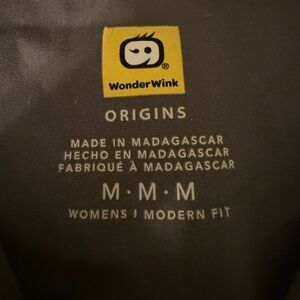 WonderWink®
ORIGINS
MADE IN MADAGASCAR
HECHO EN MADAGASCAR
FABRIQUÉ À MADAGASCAR
M · M · M
WOMENS | MODERN FIT